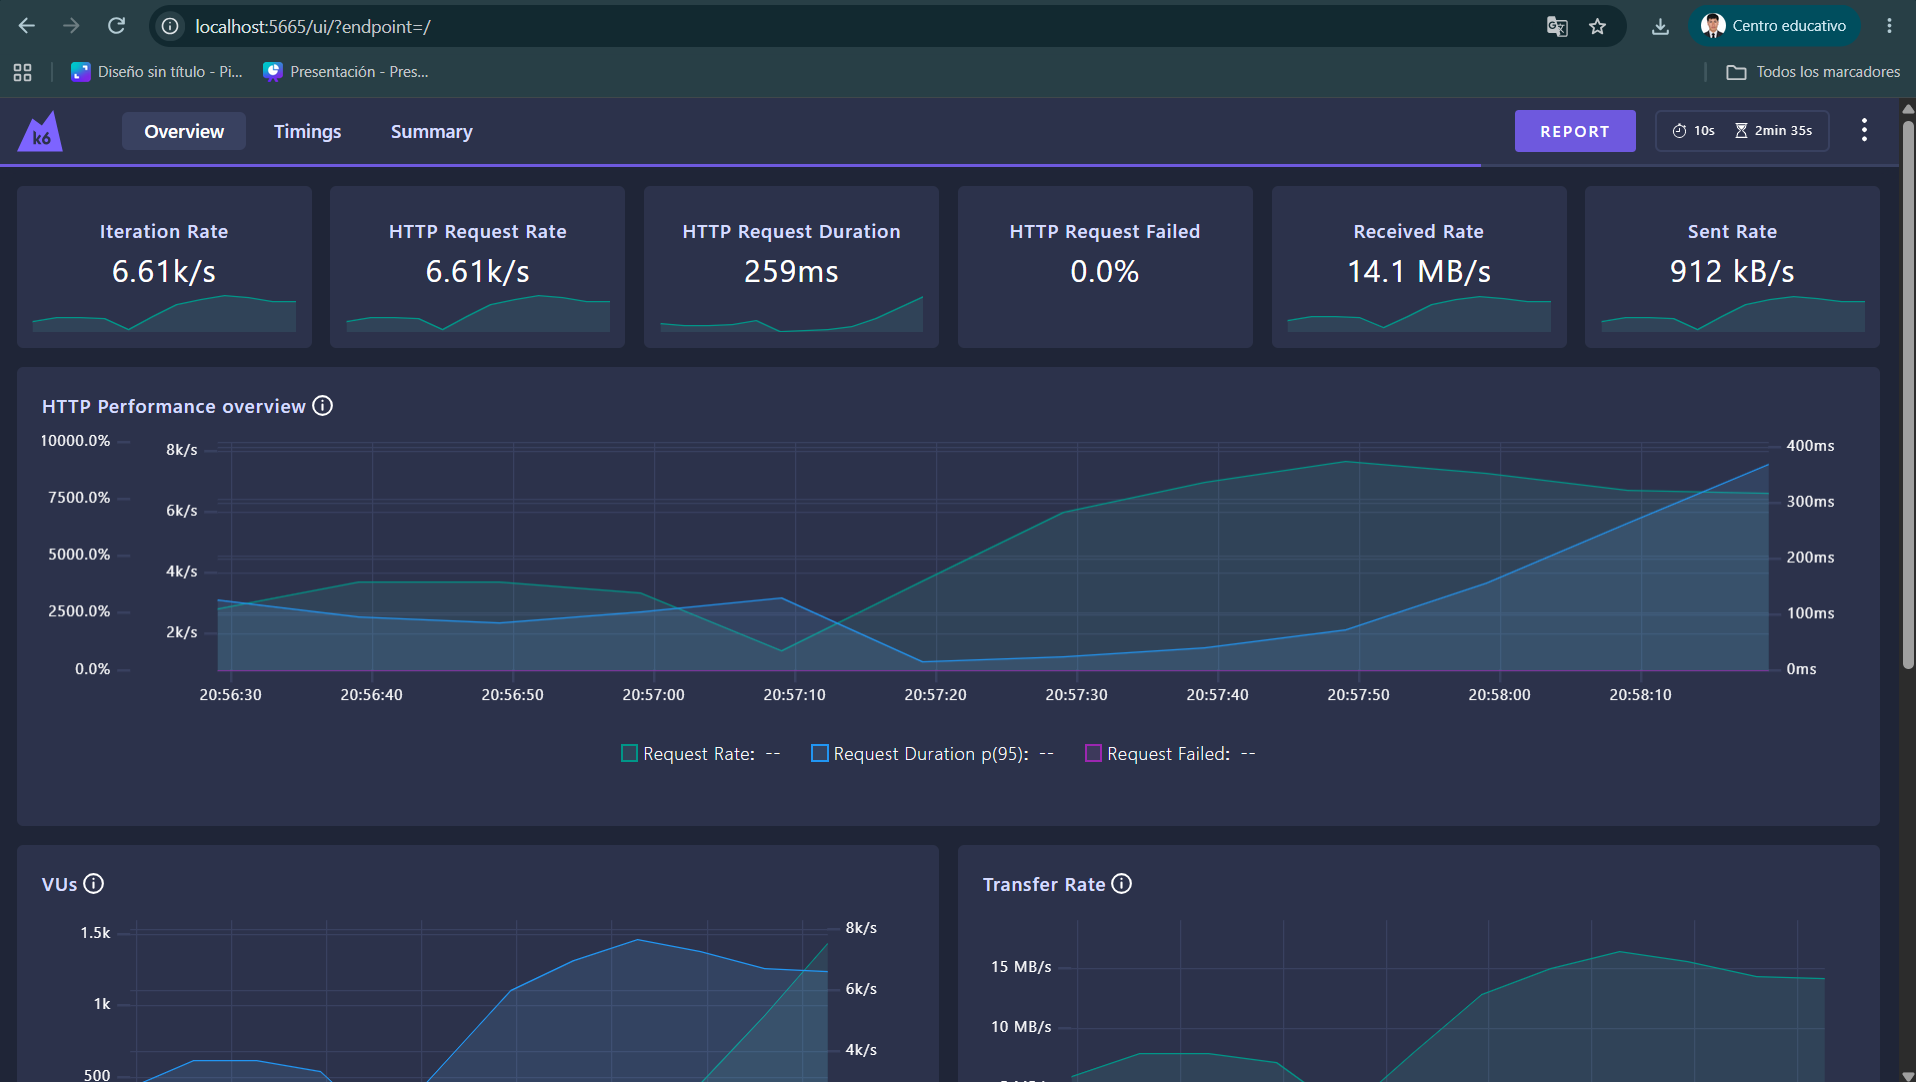 localhost:5665/ui/?endpoint=/
Centro educativo
Diseño sin título - Pi...
Presentación - Pres...
Todos los marcadores
k6
Overview
Timings
Summary
REPORT
10s
2min 35s
Iteration Rate
6.61k/s
HTTP Request Rate
6.61k/s
HTTP Request Duration
259ms
HTTP Request Failed
0.0%
Received Rate
14.1 MB/s
Sent Rate
912 kB/s
HTTP Performance overview
10000.0%
7500.0%
5000.0%
2500.0%
0.0%
8k/s
6k/s
4k/s
2k/s
400ms
300ms
200ms
100ms
0ms
20:56:30 20:56:40 20:56:50 20:57:00 20:57:10 20:57:20 20:57:30 20:57:40 20:57:50 20:58:00 20:58:10
Request Rate: -- Request Duration p(95): -- Request Failed: --
VUs
1.5k
1k
500
8k/s
6k/s
4k/s
Transfer Rate
15 MB/s
10 MB/s